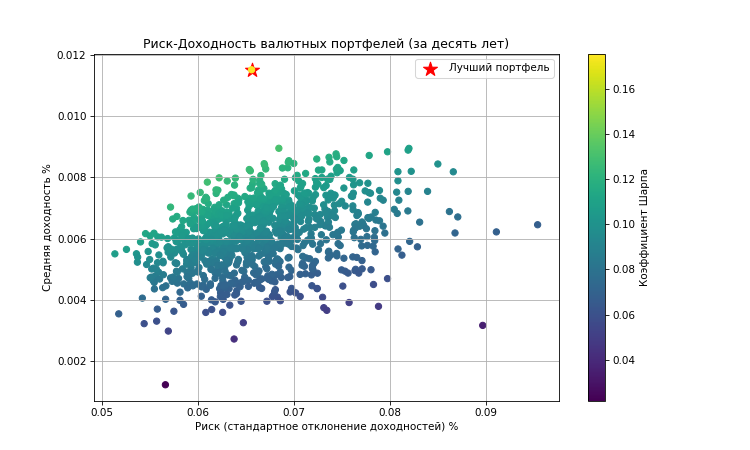 Риск-Доходность валютных портфелей (за десять лет)
Лучший портфель
0.012
0.010
0.008
0.006
0.004
0.002
Средняя доходность %
0.05 0.06 0.07 0.08 0.09
Риск (стандартное отклонение доходностей) %
0.16
0.14
0.12
0.10
0.08
0.06
0.04
Коэффициент Шарпа